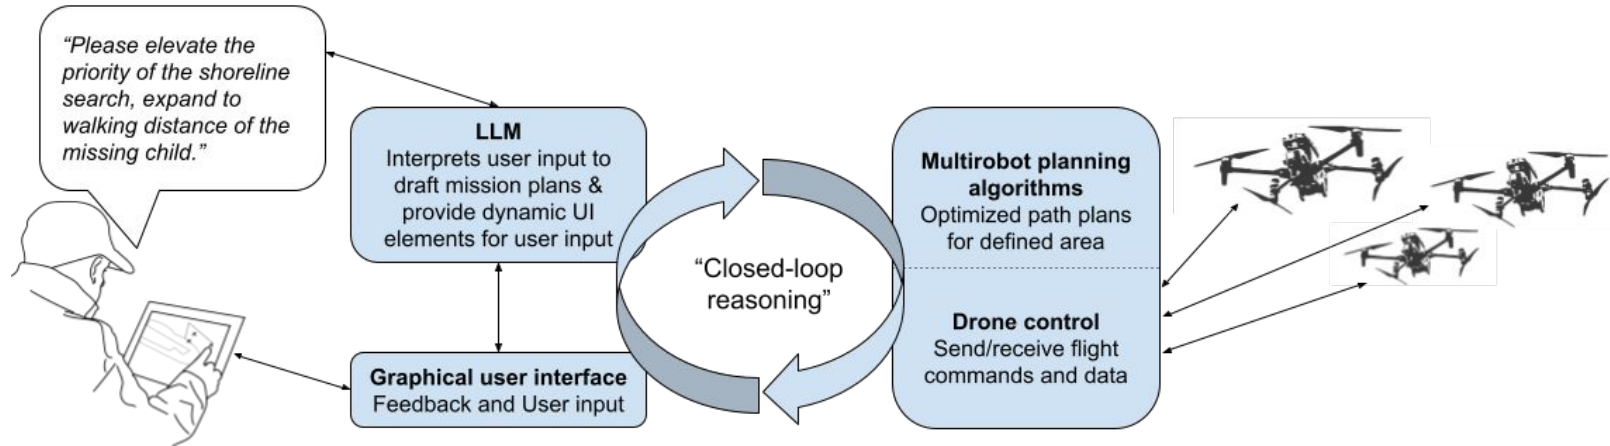 “Please elevate the
priority of the shoreline
search, expand to
walking distance of the
missing child.”
LLM
Interprets user input to
draft mission plans &
provide dynamic UI
elements for user input
Graphical user interface
Feedback and User input
“Closed-loop
reasoning”
Multirobot planning
algorithms
Optimized path plans
for defined area
Drone control
Send/receive flight
commands and data